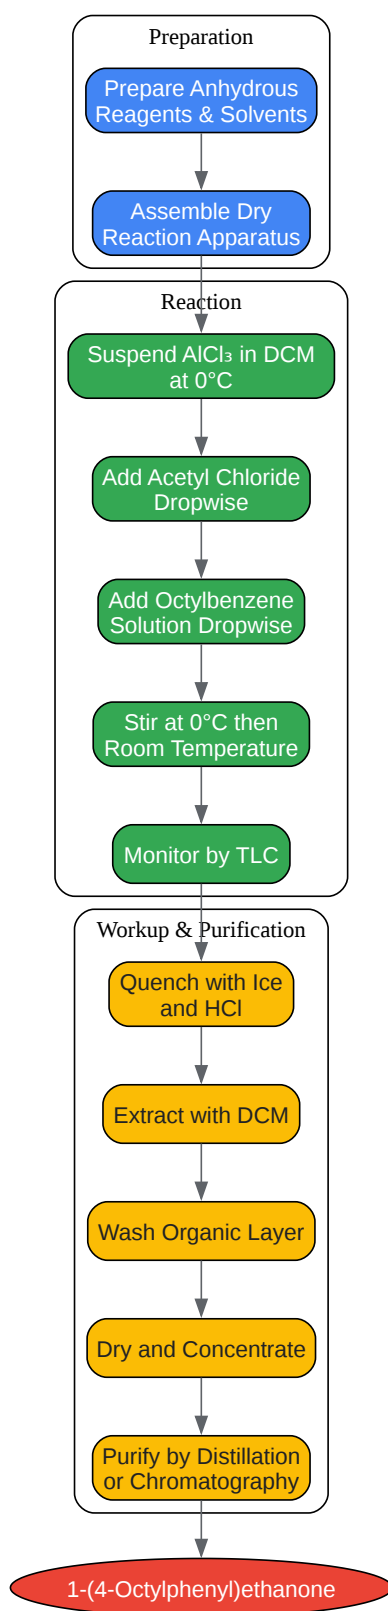 Preparation
Prepare Anhydrous
Reagents & Solvents
Assemble Dry
Reaction Apparatus
Reaction
Suspend AlCl₃ in DCM
at 0°C
Add Acetyl Chloride
Dropwise
Add Octylbenzene
Solution Dropwise
Stir at 0°C then
Room Temperature
Monitor by TLC
Workup & Purification
Quench with Ice
and HCl
Extract with DCM
Wash Organic Layer
Dry and Concentrate
Purify by Distillation
or Chromatography
1-(4-Octylphenyl)ethanone